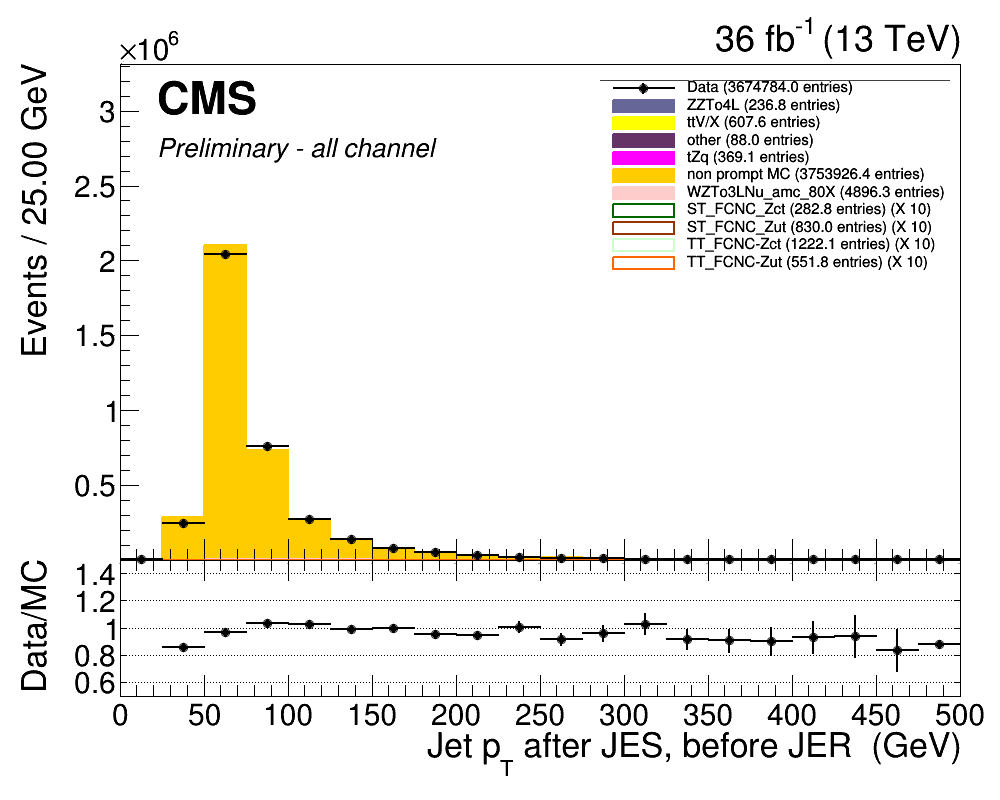 ×10⁶
36 fb⁻¹ (13 TeV)
CMS
Preliminary - all channel
Data (3674784.0 entries)
ZZTo4L (236.8 entries)
ttV/X (607.6 entries)
other (88.0 entries)
tZq (369.1 entries)
non prompt MC (3753926.4 entries)
WZTo3LNu_amc_80X (4896.3 entries)
ST_FCNC_Zct (282.8 entries) (X 10)
ST_FCNC_Zut (830.0 entries) (X 10)
TT_FCNC-Zct (1222.1 entries) (X 10)
TT_FCNC-Zut (551.8 entries) (X 10)
Events / 25.00 GeV
3
2.5
2
1.5
1
0.5
Data/MC
1.4
1.2
1
0.8
0.6
0 50 100 150 200 250 300 350 400 450 500
Jet p_T after JES, before JER (GeV)